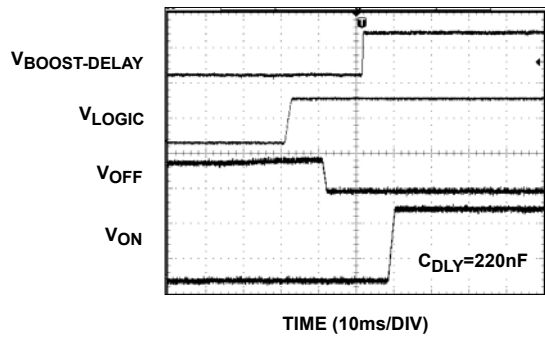 VBOOST-DELAY
VLOGIC
VOFF
VON
CDLY=220nF
TIME (10ms/DIV)